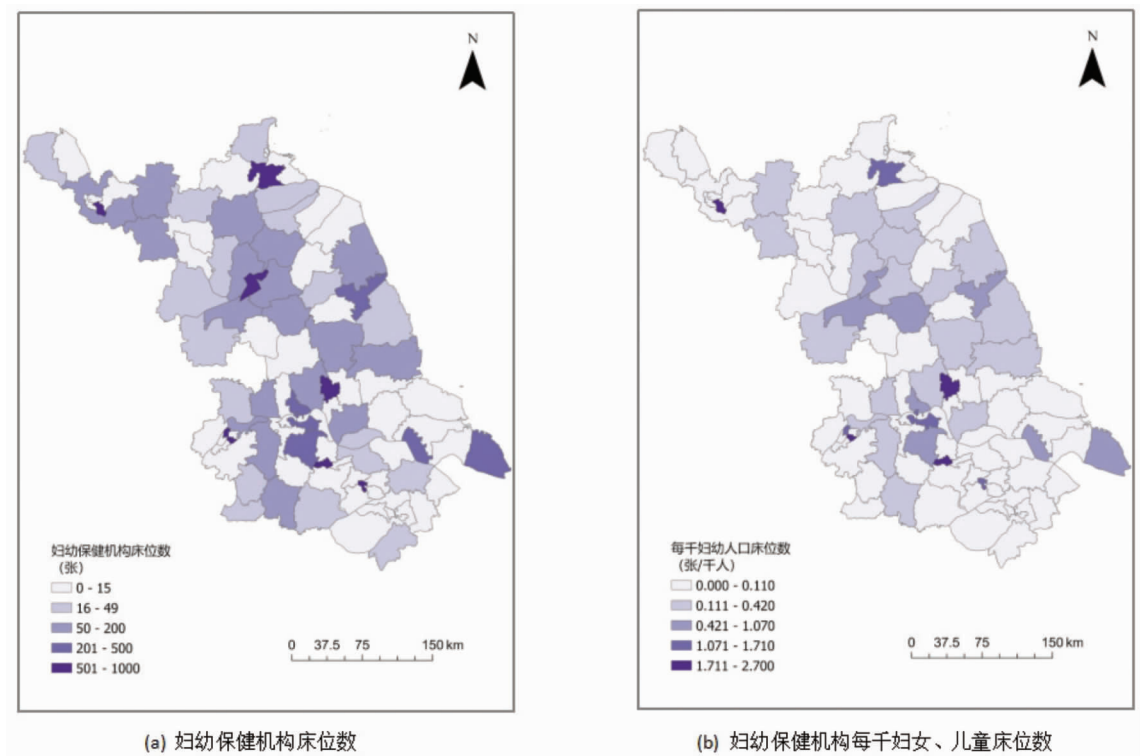 N
妇幼保健机构床位数
（张）
0 - 15
16 - 49
50 - 200
201 - 500
501 - 1000
0 37.5 75 150 km
(a) 妇幼保健机构床位数
N
每千妇幼人口床位数
（张/千人）
0.000 - 0.110
0.111 - 0.420
0.421 - 1.070
1.071 - 1.710
1.711 - 2.700
0 37.5 75 150 km
(b) 妇幼保健机构每千妇女、儿童床位数